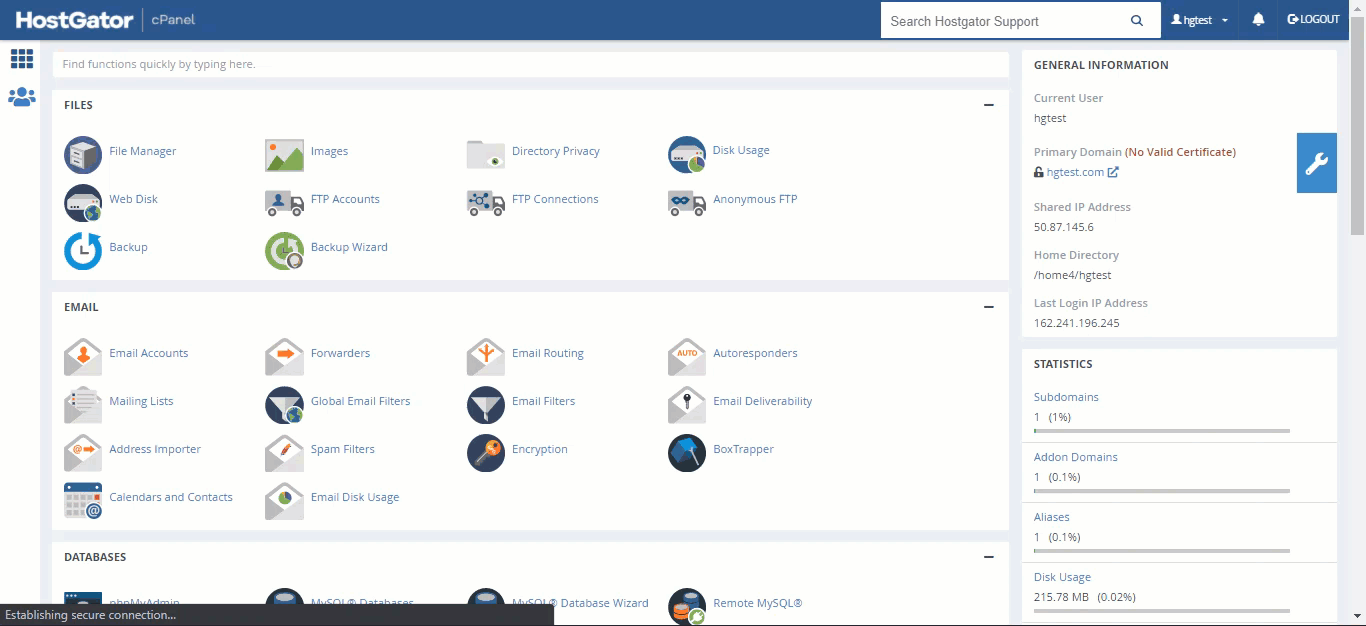 HostGator cPanel
Search Hostgator Support
hgtest
LOGOUT
Find functions quickly by typing here.
FILES
File Manager
Images
Directory Privacy
Disk Usage
Web Disk
FTP Accounts
FTP Connections
Anonymous FTP
Backup
Backup Wizard
EMAIL
Email Accounts
Forwarders
Email Routing
AUTO
Autoresponders
Mailing Lists
Global Email Filters
Email Filters
Email Deliverability
Address Importer
Spam Filters
Encryption
BoxTrapper
Calendars and Contacts
Email Disk Usage
DATABASES
phpMyAdmin
MySQL® Databases
MySQL® Database Wizard
Remote MySQL®
Establishing secure connection...
GENERAL INFORMATION
Current User
hgtest
Primary Domain (No Valid Certificate)
hgtest.com
Shared IP Address
50.87.145.6
Home Directory
/home4/hgtest
Last Login IP Address
162.241.196.245
STATISTICS
Subdomains
1 (1%)
Addon Domains
1 (0.1%)
Aliases
1 (0.1%)
Disk Usage
215.78 MB (0.02%)